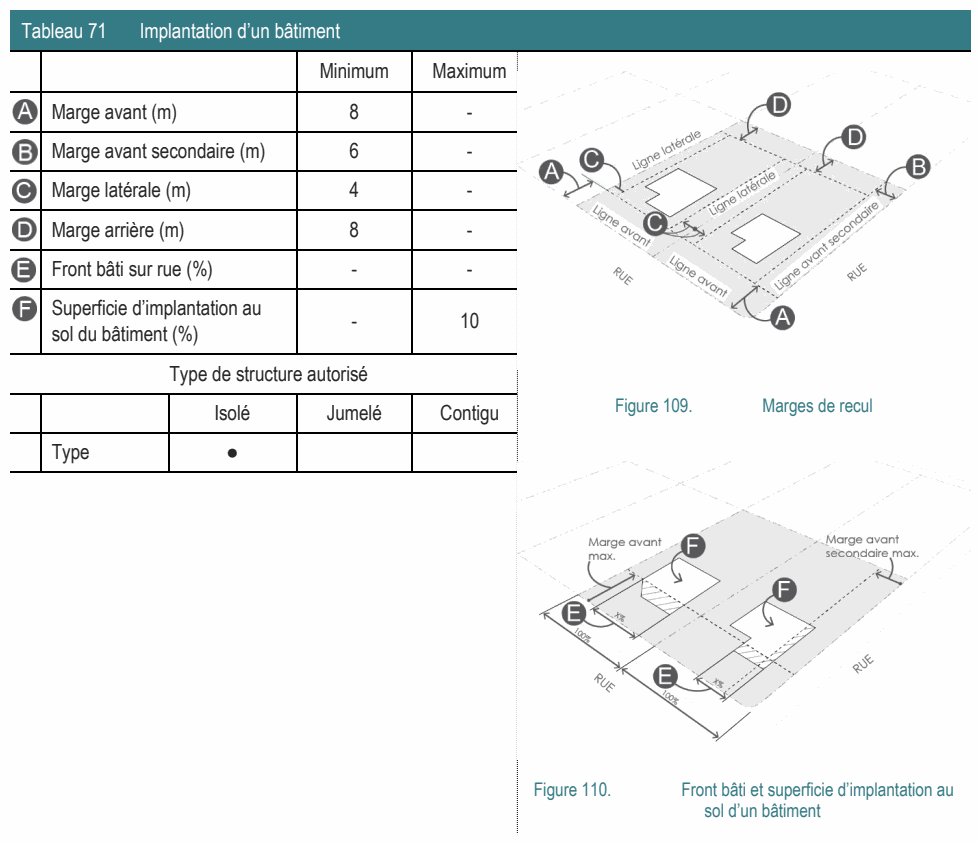 Tableau 71 Implantation d’un bâtiment
Minimum Maximum
A Marge avant (m) 8 -
B Marge avant secondaire (m) 6 -
C Marge latérale (m) 4 -
D Marge arrière (m) 8 -
E Front bâti sur rue (%) - -
F Superficie d’implantation au
sol du bâtiment (%) - 10
Type de structure autorisé
Isolé Jumelé Contigu
Type ●
D
D
Ligne latérale
C
B
A
Ligne latérale
Ligne avant
C
Ligne avant secondaire
Ligne avant
RUE
RUE
A
Figure 109. Marges de recul
Marge avant
max.
F
Marge avant
secondaire max.
F
E
X%
100%
E
X%
100%
RUE
RUE
Figure 110. Front bâti et superficie d’implantation au
sol d’un bâtiment